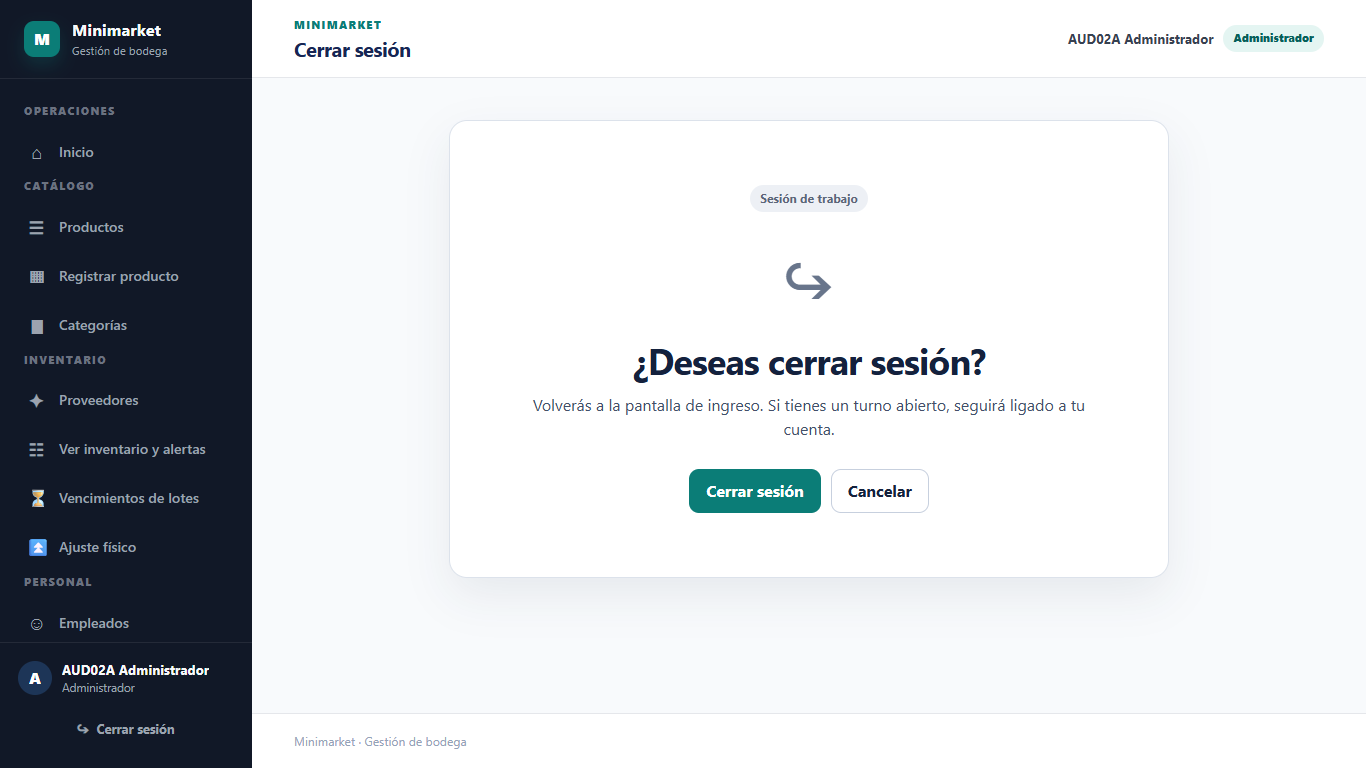 M
Minimarket
Gestión de bodega
OPERACIONES
Inicio
CATÁLOGO
Productos
Registrar producto
Categorías
INVENTARIO
Proveedores
Ver inventario y alertas
Vencimientos de lotes
Ajuste físico
PERSONAL
Empleados
A
AUD02A Administrador
Administrador
Cerrar sesión
MINIMARKET
Cerrar sesión
AUD02A Administrador
Administrador
Sesión de trabajo
¿Deseas cerrar sesión?
Volverás a la pantalla de ingreso. Si tienes un turno abierto, seguirá ligado a tu
cuenta.
Cerrar sesión
Cancelar
Minimarket · Gestión de bodega